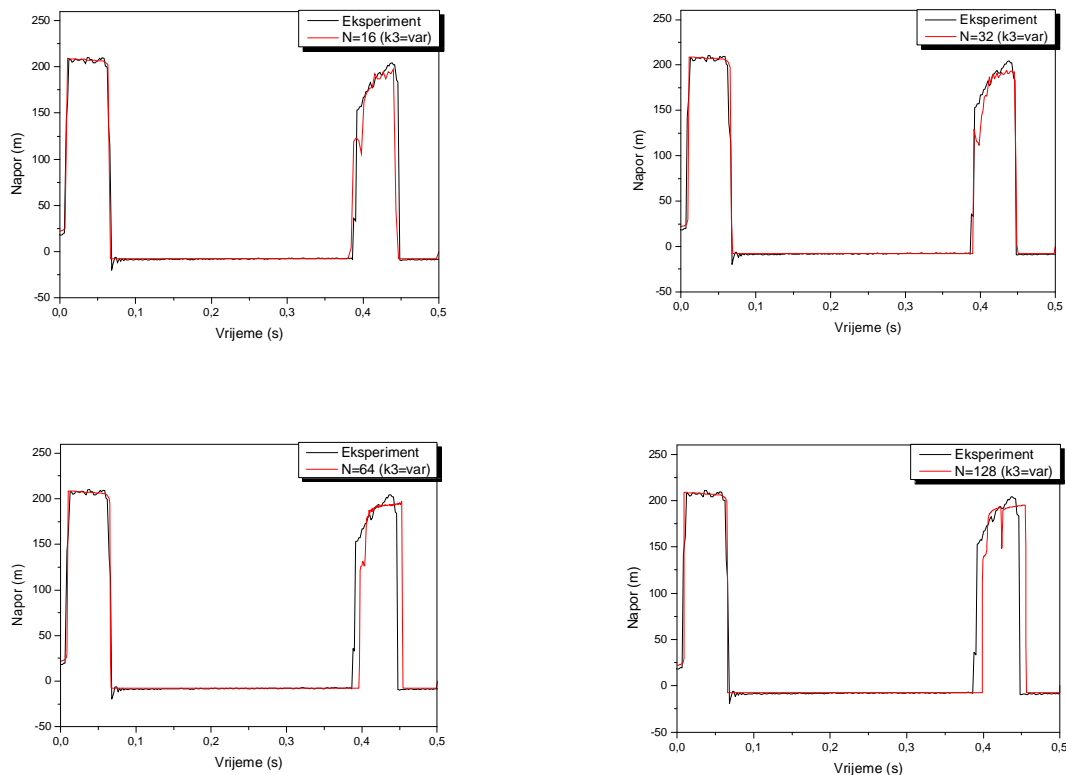 Eksperiment
N=16 (k3=var)
250
200
150
100
50
0
-50
0,0 0,1 0,2 0,3 0,4 0,5
Napor (m)
Vrijeme (s)
Eksperiment
N=32 (k3=var)
250
200
150
100
50
0
-50
0,0 0,1 0,2 0,3 0,4 0,5
Napor (m)
Vrijeme (s)
Eksperiment
N=64 (k3=var)
250
200
150
100
50
0
-50
0,0 0,1 0,2 0,3 0,4 0,5
Napor (m)
Vrijeme (s)
Eksperiment
N=128 (k3=var)
250
200
150
100
50
0
-50
0,0 0,1 0,2 0,3 0,4 0,5
Napor (m)
Vrijeme (s)